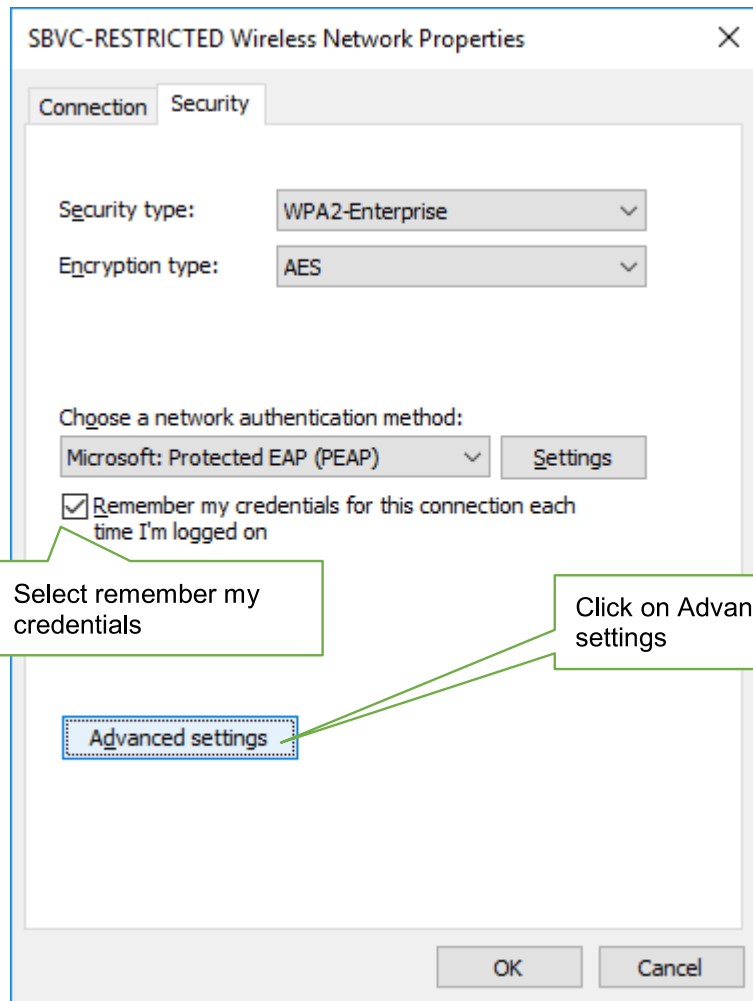 SBVC-RESTRICTED Wireless Network Properties
Connection
Security
Security type:
WPA2-Enterprise
Encryption type:
AES
Choose a network authentication method:
Microsoft: Protected EAP (PEAP)
Settings
Remember my credentials for this connection each
time I'm logged on
Select remember my
credentials
Click on Advan
settings
Advanced settings
OK
Cancel